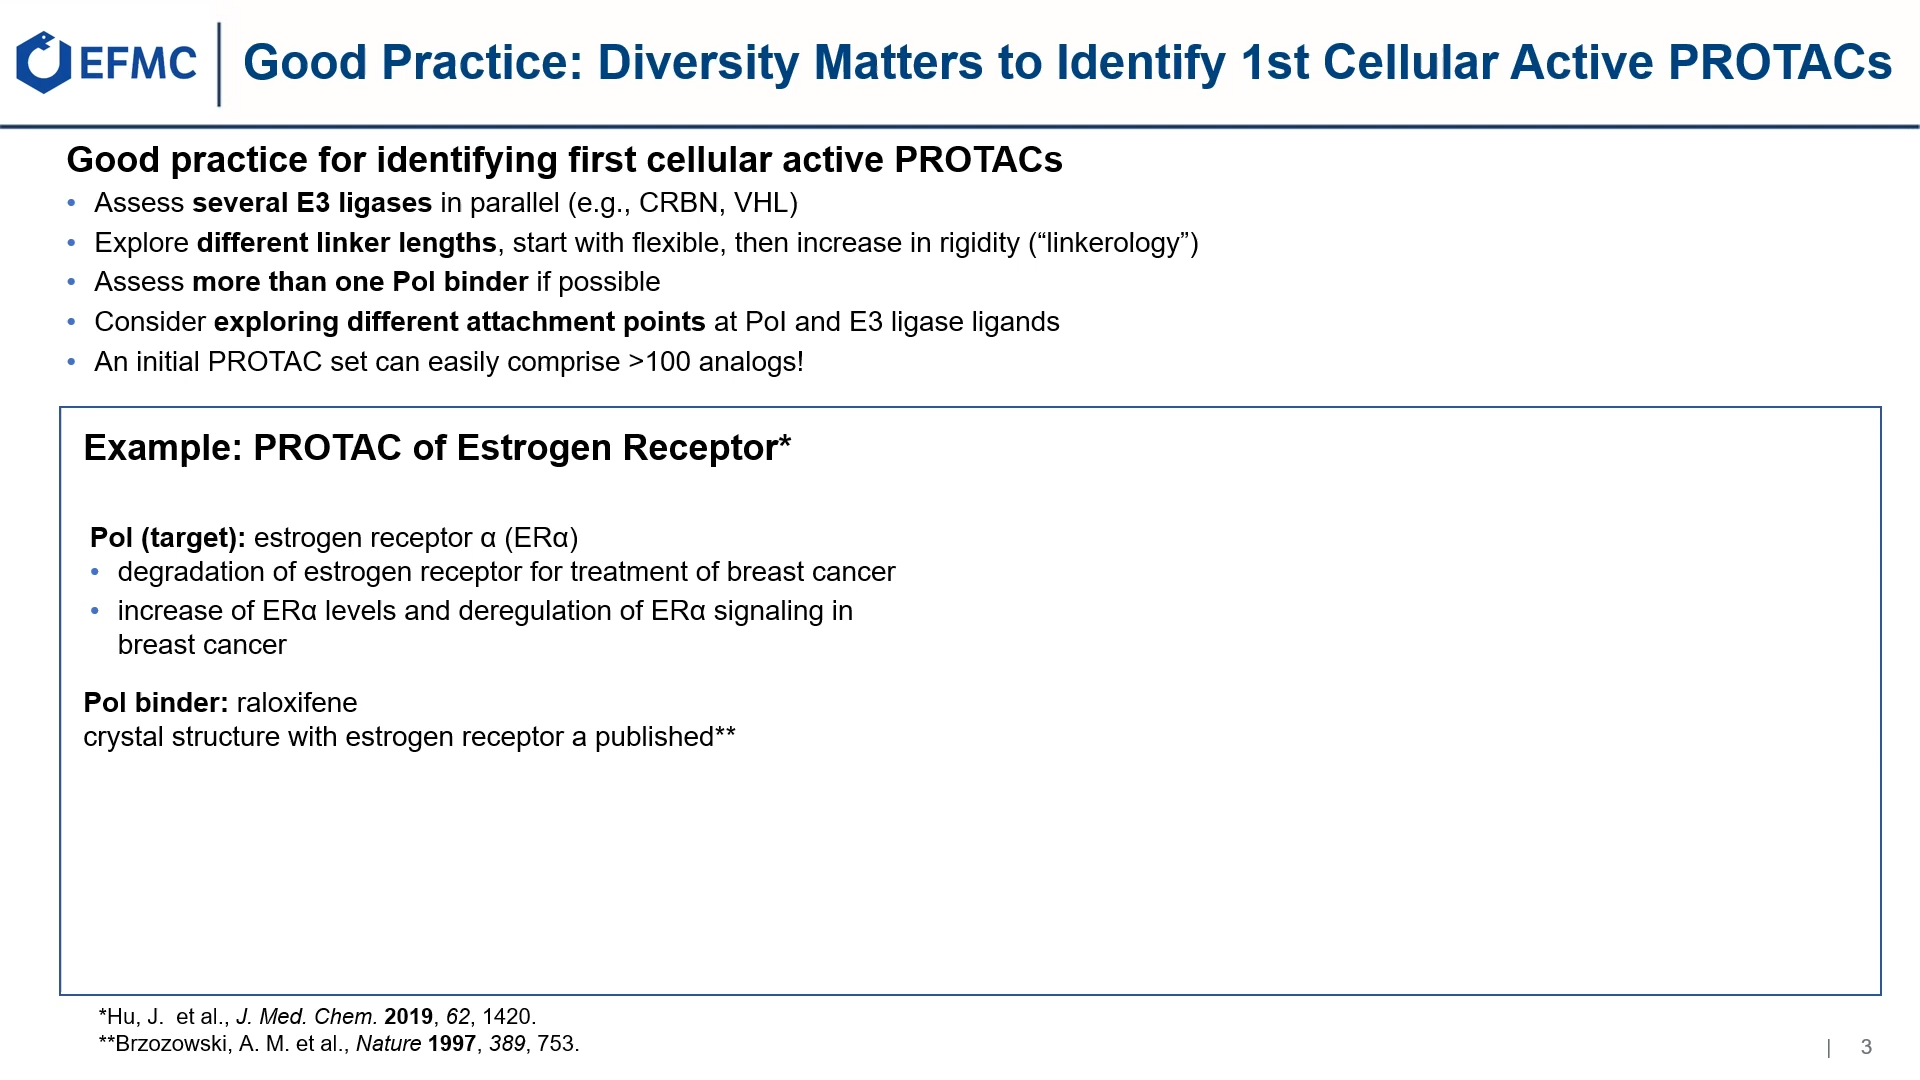 EFMC
Good Practice: Diversity Matters to Identify 1st Cellular Active PROTACs
Good practice for identifying first cellular active PROTACs
• Assess several E3 ligases in parallel (e.g., CRBN, VHL)
• Explore different linker lengths, start with flexible, then increase in rigidity (“linkerology”)
• Assess more than one PoI binder if possible
• Consider exploring different attachment points at PoI and E3 ligase ligands
• An initial PROTAC set can easily comprise >100 analogs!
Example: PROTAC of Estrogen Receptor*
PoI (target): estrogen receptor α (ERα)
• degradation of estrogen receptor for treatment of breast cancer
• increase of ERα levels and deregulation of ERα signaling in
breast cancer
PoI binder: raloxifene
crystal structure with estrogen receptor a published**
*Hu, J. et al., J. Med. Chem. 2019, 62, 1420.
**Brzozowski, A. M. et al., Nature 1997, 389, 753.
| 3